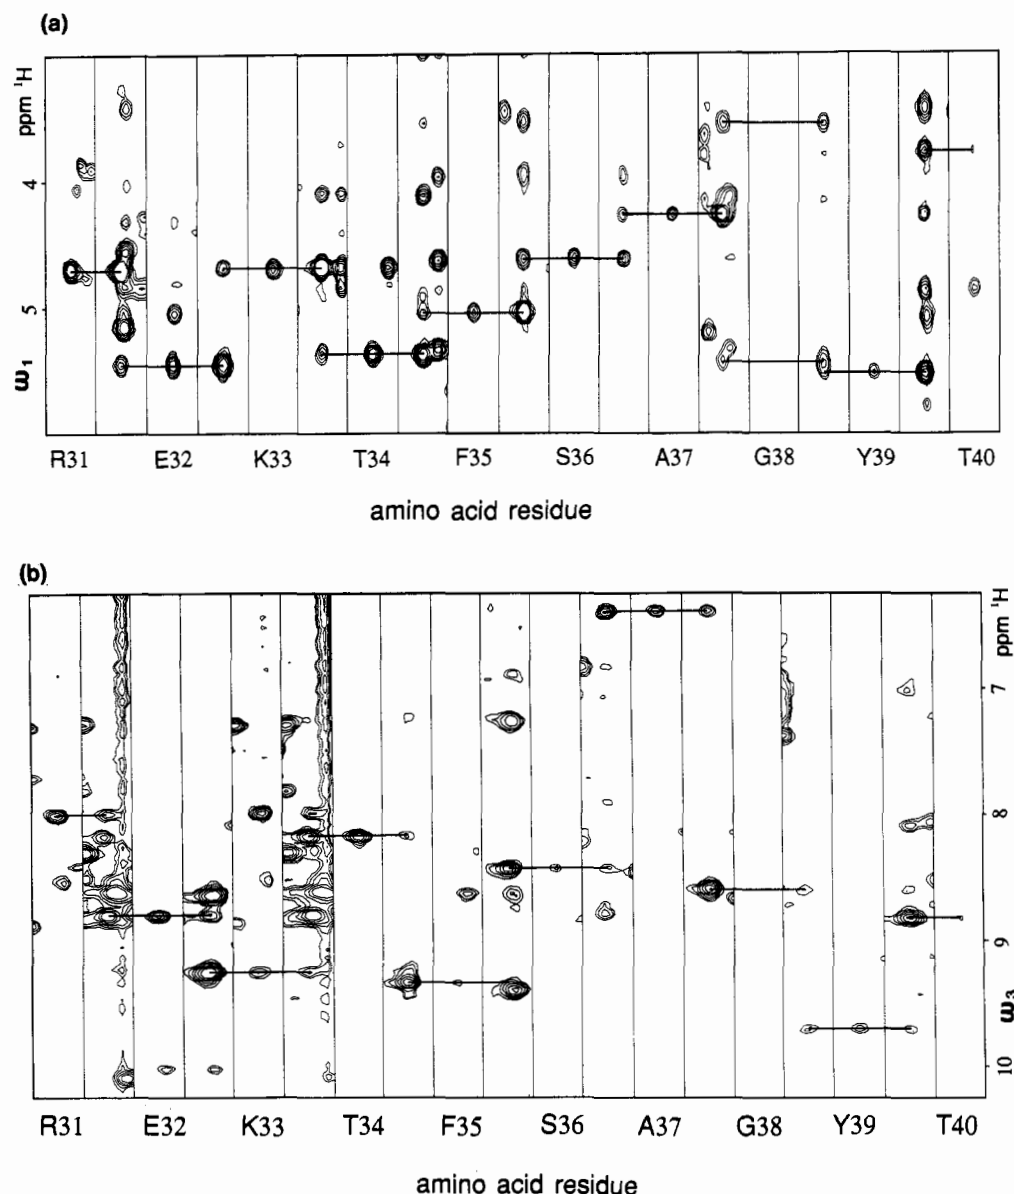 (a)
ppm ¹H
4
5
ω₁
R31 E32 K33 T34 F35 S36 A37 G38 Y39 T40
amino acid residue
(b)
ppm ¹H
7
8
9
10
ω₃
R31 E32 K33 T34 F35 S36 A37 G38 Y39 T40
amino acid residue